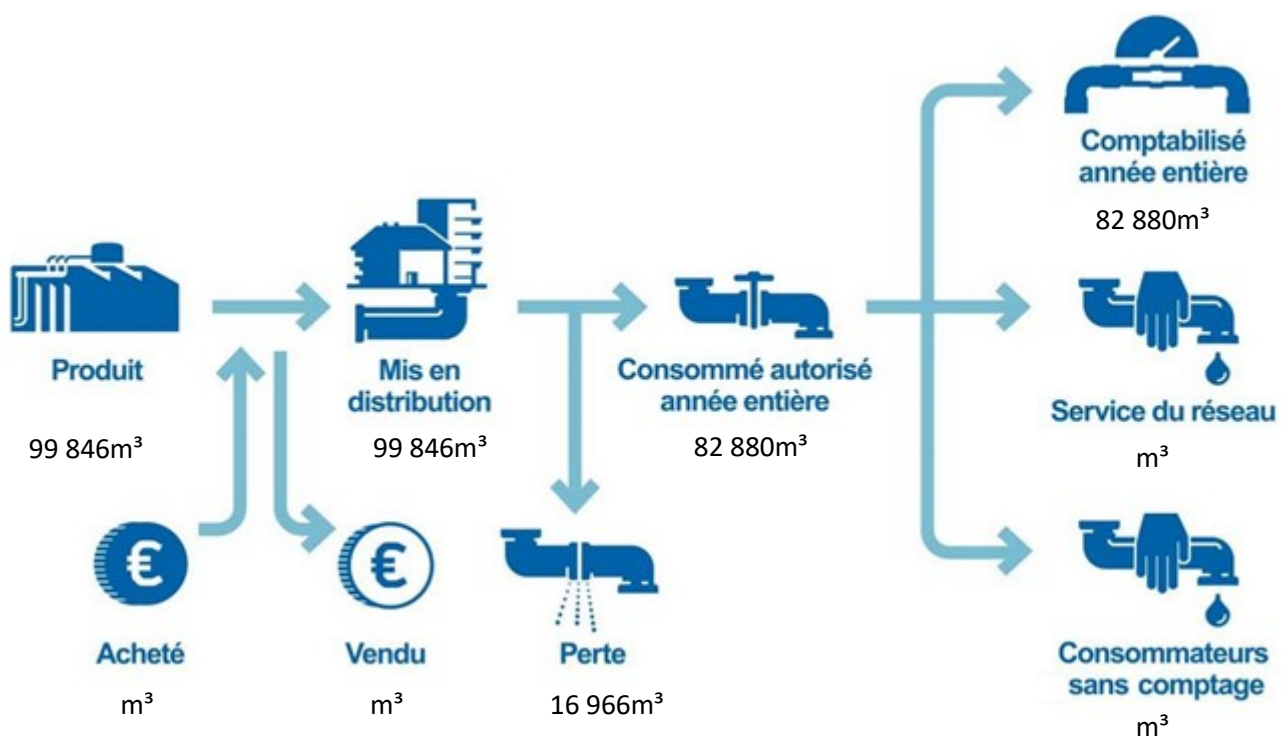 Comptabilisé
année entière
82 880m³
Produit
99 846m³
Mis en
distribution
99 846m³
Consommé autorisé
année entière
82 880m³
Service du réseau
m³
€
Acheté
m³
€
Vendu
m³
Perte
16 966m³
Consommateurs
sans comptage
m³